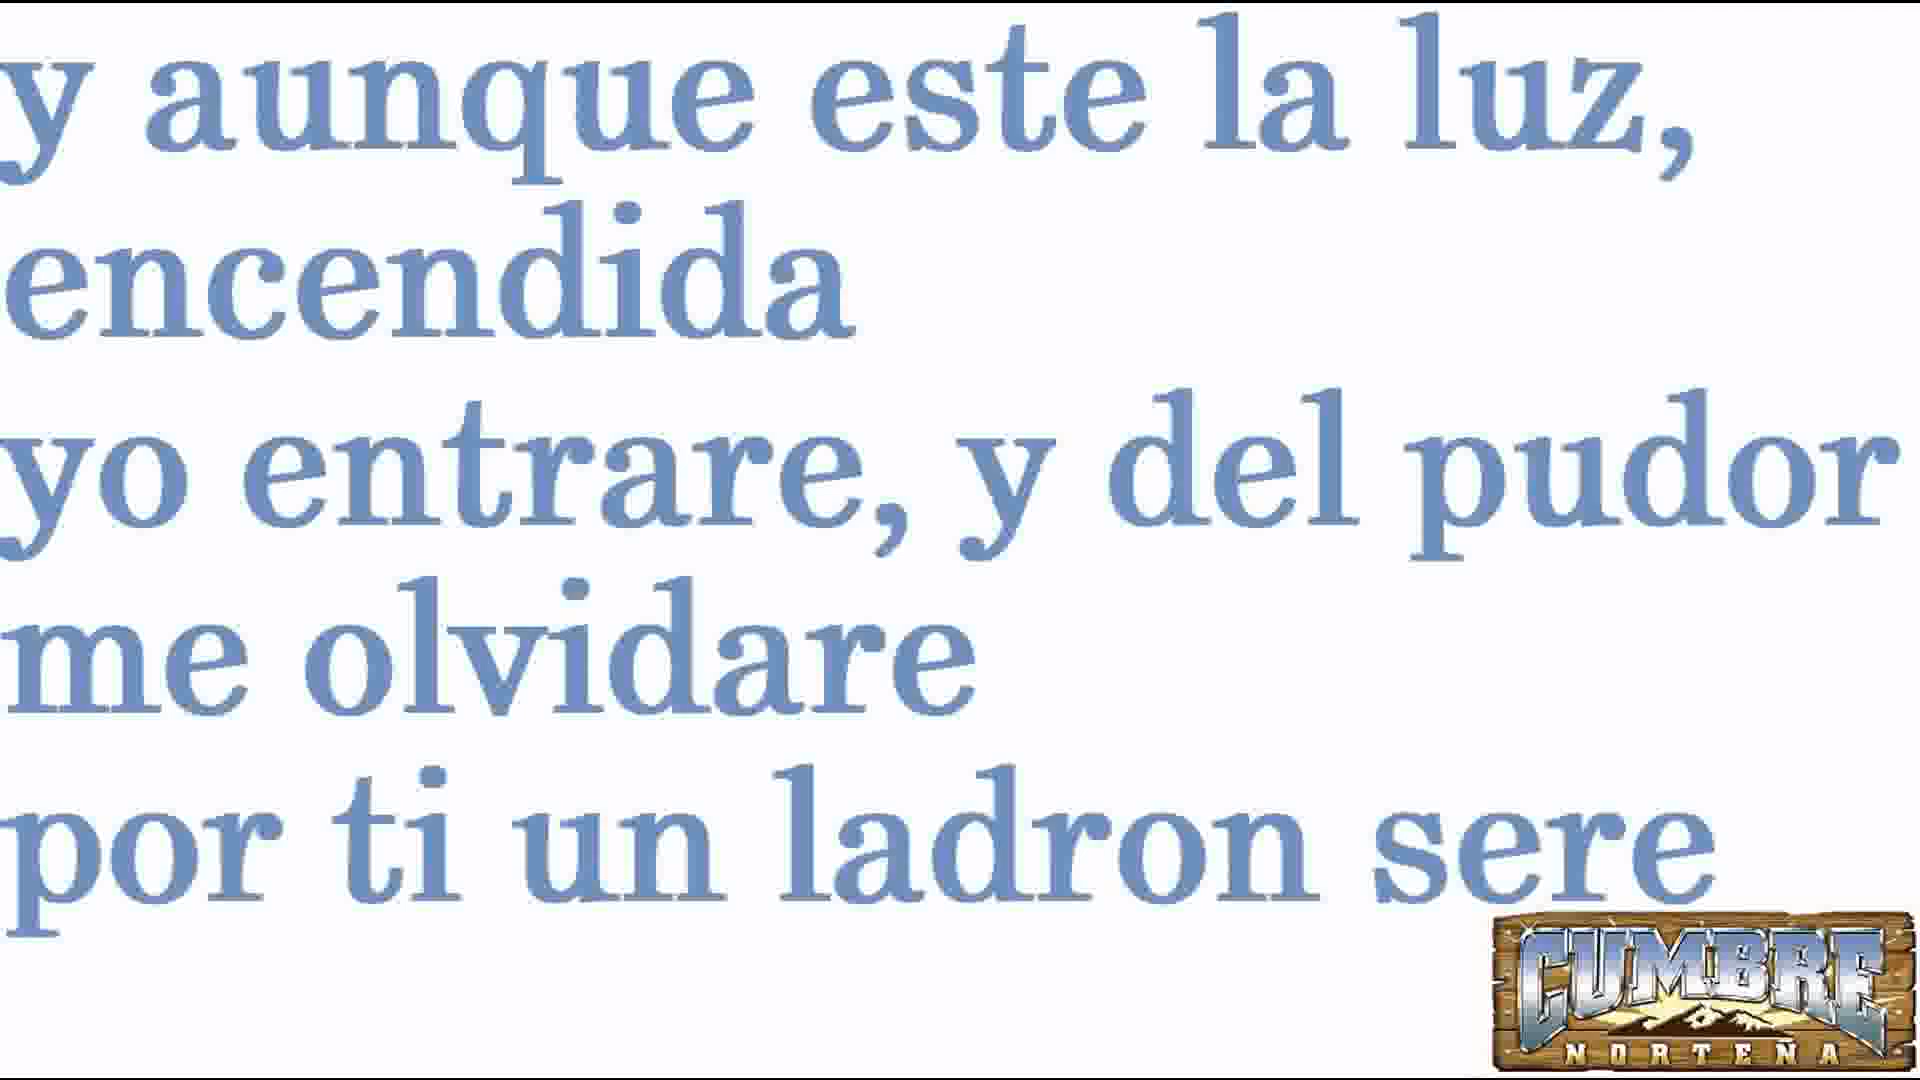 y aunque este la luz,
encendida
yo entrare, y del pudor
me olvidare
por ti un ladron sere
CUMBRE
NORTEÑA